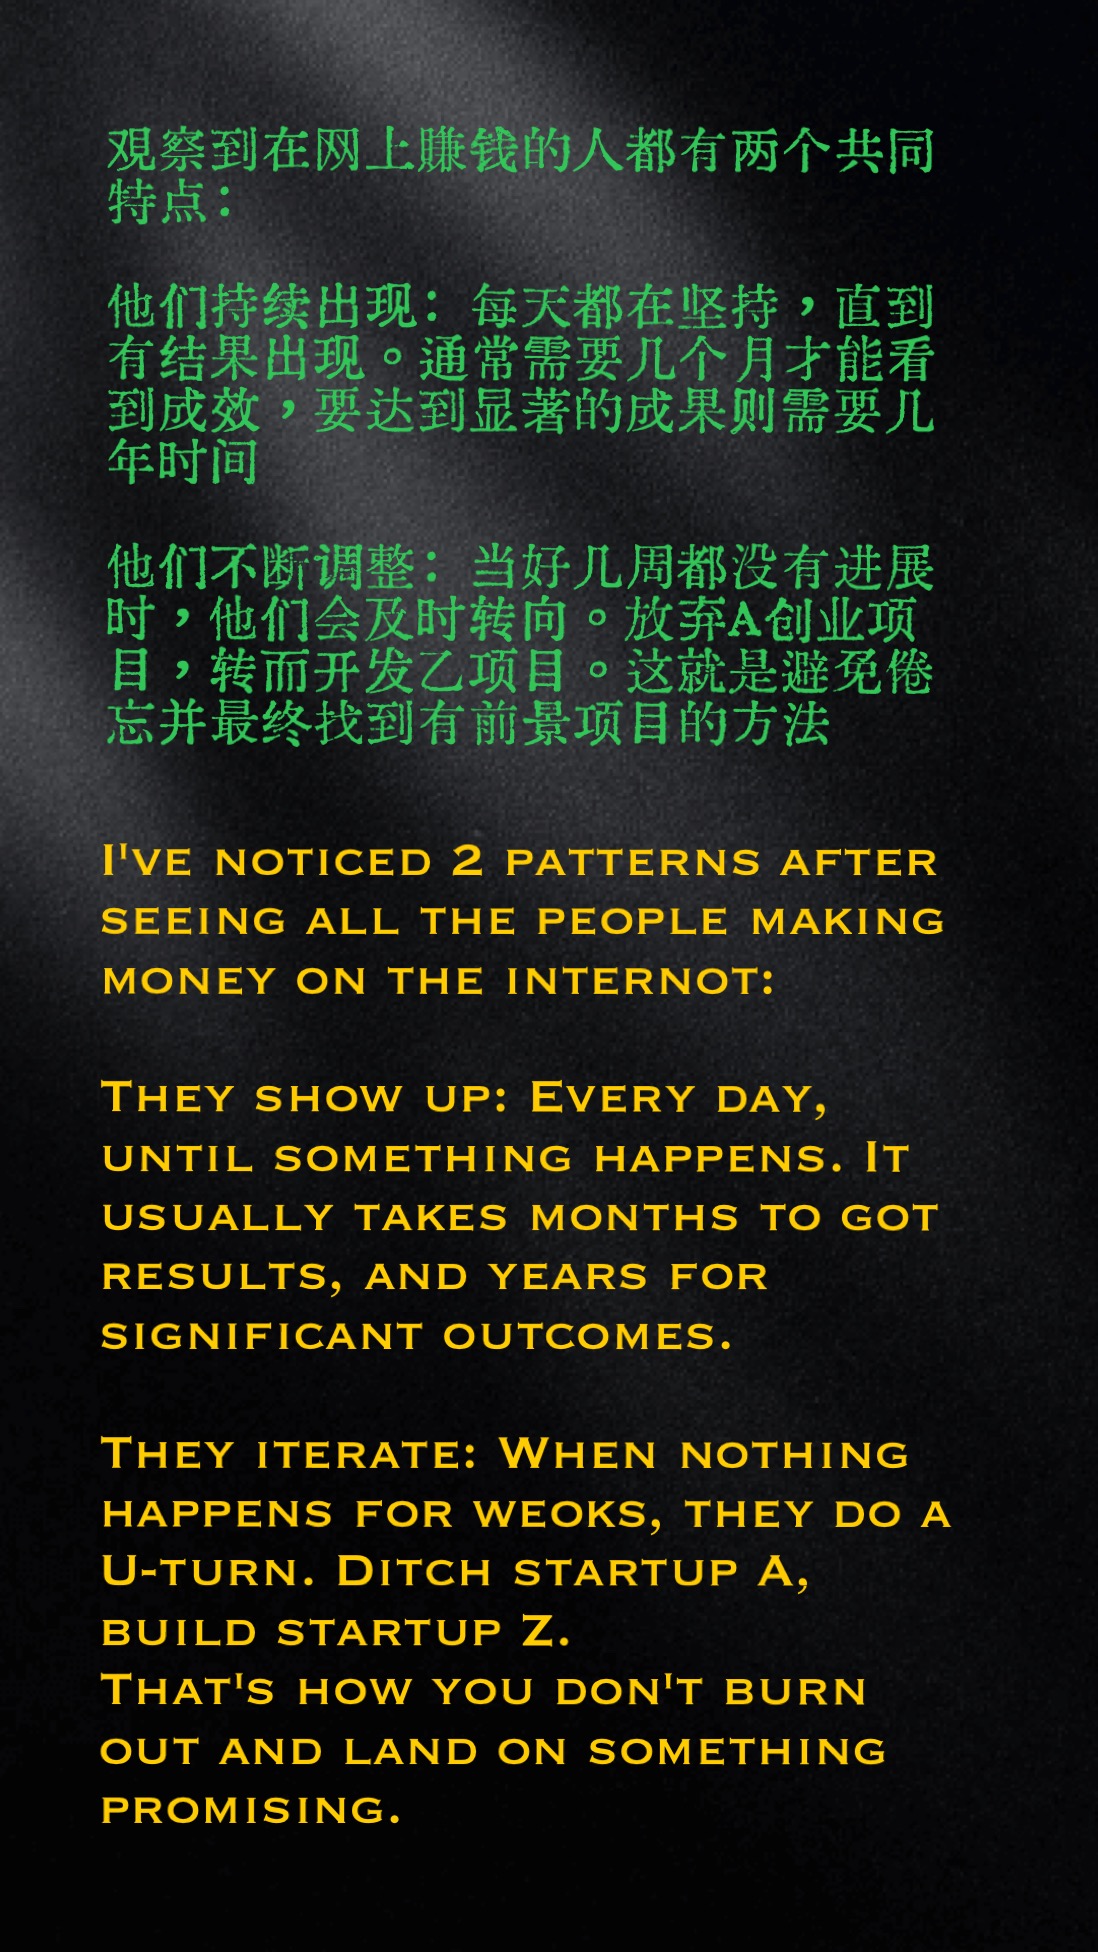 观察到在网上赚钱的人都有两个共同
特点：
他们持续出现：每天都在坚持，直到
有结果出现。通常需要几个月才能看
到成效，要达到显著的成果则需要几
年时间
他们不断调整：当好几周都没有进展
时，他们会及时转向。放弃A创业项
目，转而开发乙项目。这就是避免倦
忘并最终找到有前景项目的方法
I'VE NOTICED 2 PATTERNS AFTER
SEEING ALL THE PEOPLE MAKING
MONEY ON THE INTERNOT:
THEY SHOW UP: EVERY DAY,
UNTIL SOMETHING HAPPENS. IT
USUALLY TAKES MONTHS TO GOT
RESULTS, AND YEARS FOR
SIGNIFICANT OUTCOMES.
THEY ITERATE: WHEN NOTHING
HAPPENS FOR WEOKS, THEY DO A
U-TURN. DITCH STARTUP A,
BUILD STARTUP Z.
THAT'S HOW YOU DON'T BURN
OUT AND LAND ON SOMETHING
PROMISING.